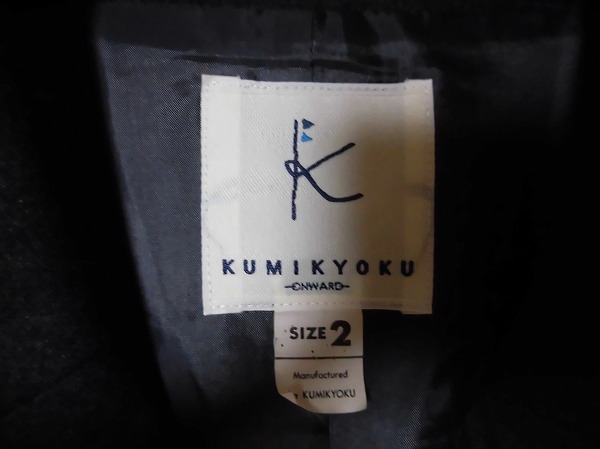 K
KUMIKYOKU
ONWARD
SIZE 2
Manufactured
KUMIKYOKU